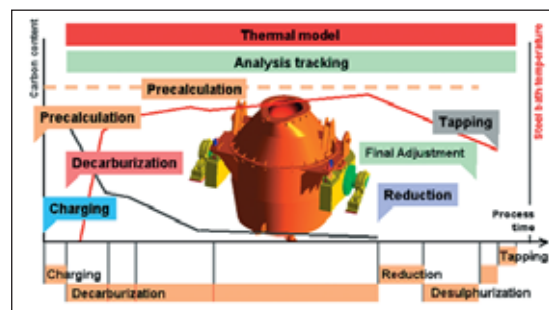 Thermal model
Analysis tracking
Carbon content
Steel bath temperature
Precalculation
Precalculation
Tapping
Decarburization
Final Adjustment
Reduction
Charging
Process
time
Tapping
Charging
Reduction
Decarburization
Desulphurization